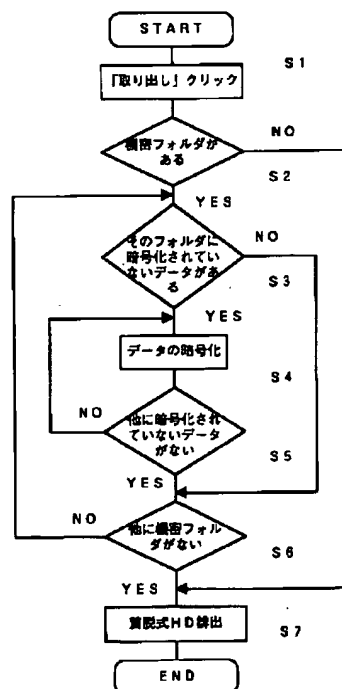 START
S1
「取り出し」クリック
NO
機密フォルダが
ある
S2
YES
そのフォルダに
暗号化されてい
ないデータがあ
る
NO
S3
YES
データの暗号化
S4
NO
他に暗号化され
ていないデータ
がない
S5
YES
NO
他に機密フォル
ダがない
S6
YES
S7
脱式HD排出
END